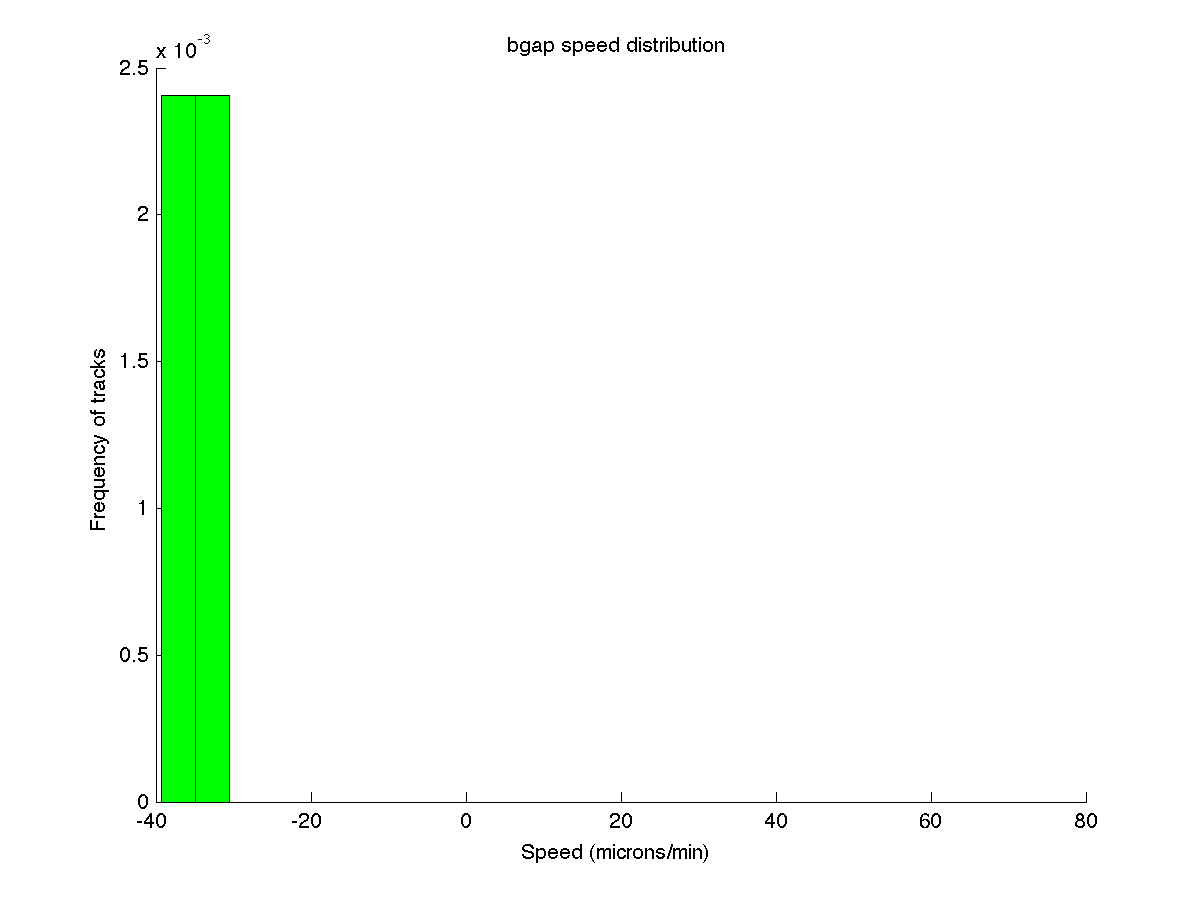 bgap speed distribution
x 10^-3
2.5
2
1.5
1
0.5
0
Frequency of tracks
-40 -20 0 20 40 60 80
Speed (microns/min)